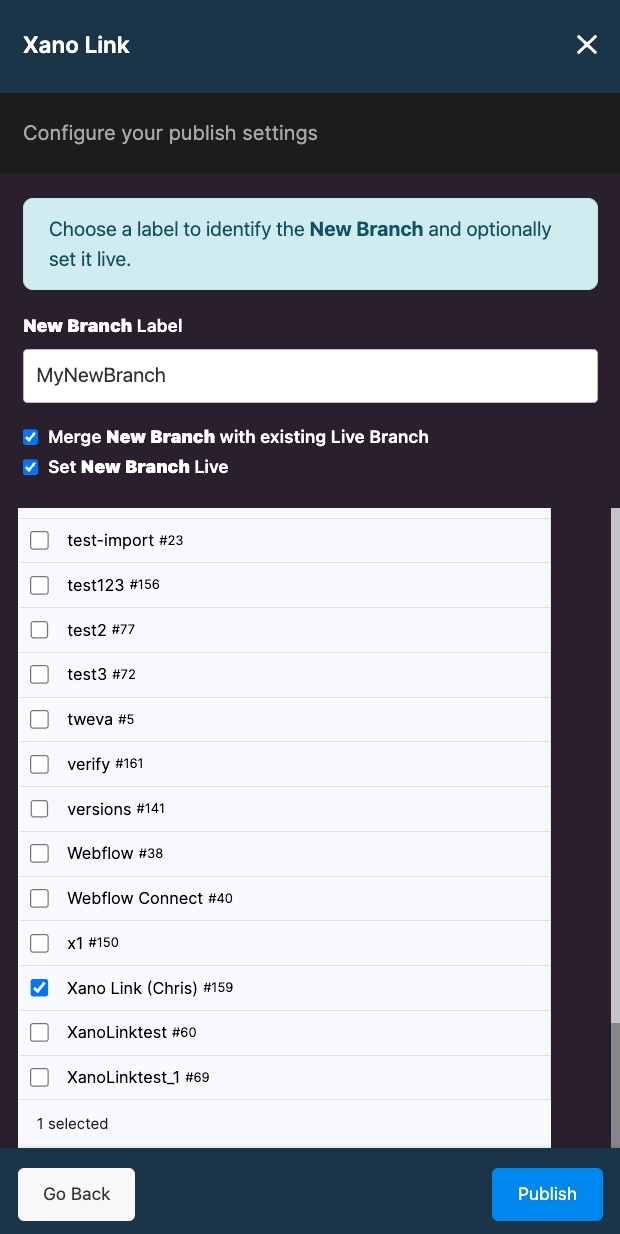 Xano Link
Configure your publish settings
Choose a label to identify the New Branch and optionally
set it live.
New Branch Label
MyNewBranch
Merge New Branch with existing Live Branch
Set New Branch Live
test-import #23
test123 #156
test2 #77
test3 #72
tweva #5
verify #161
versions #141
Webflow #38
Webflow Connect #40
x1 #150
Xano Link (Chris) #159
XanoLinktest #60
XanoLinktest_1 #69
1 selected
Go Back
Publish